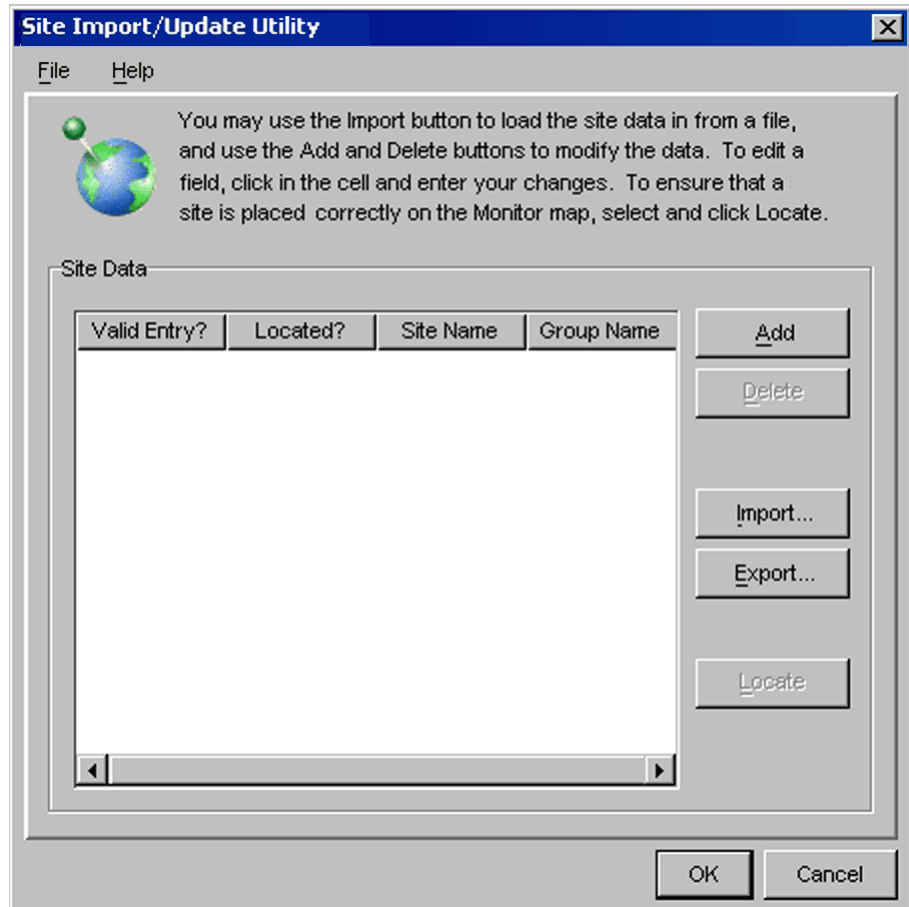 Site Import/Update Utility
File Help
You may use the Import button to load the site data in from a file,
and use the Add and Delete buttons to modify the data. To edit a
field, click in the cell and enter your changes. To ensure that a
site is placed correctly on the Monitor map, select and click Locate.
Site Data
Valid Entry? Located? Site Name Group Name
Add
Delete
Import...
Export...
Locate
OK Cancel